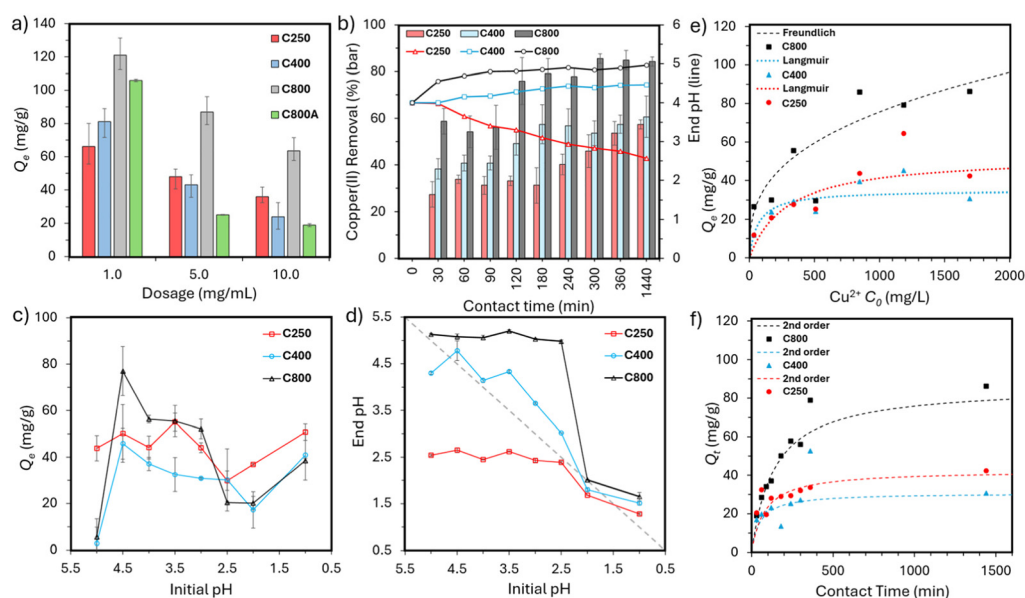 a)
140
120
100
80
60
40
20
0
Qe (mg/g)
C250
C400
C800
C800A
1.0
5.0
10.0
Dosage (mg/mL)
b)
100
80
60
40
20
0
Copper(II) Removal (%) (bar)
C250 C400 C800
C250 C400 C800
6
5
4
3
2
1
0
End pH (line)
0 30 60 90 120 180 240 300 360 1440
Contact time (min)
e)
120
100
80
60
40
20
0
Qe (mg/g)
Freundlich
C800
Langmuir
C400
Langmuir
C250
0 500 1000 1500 2000
Cu2+ C0 (mg/L)
c)
100
80
60
40
20
0
Qe (mg/g)
C250
C400
C800
5.5 4.5 3.5 2.5 1.5 0.5
Initial pH
d)
5.5
4.5
3.5
2.5
1.5
0.5
End pH
C250
C400
C800
5.5 4.5 3.5 2.5 1.5 0.5
Initial pH
f)
120
100
80
60
40
20
0
Qt (mg/g)
2nd order
C800
2nd order
C400
2nd order
C250
0 500 1000 1500
Contact Time (min)